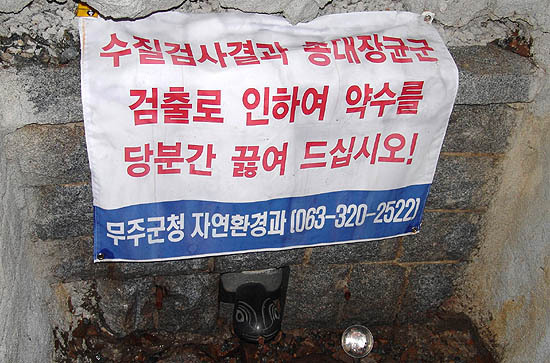 수질검사결과 총대장균군
검출로 인하여 약수를
당분간 끓여 드십시오!
무주군청 자연환경과 (063-320-2522)